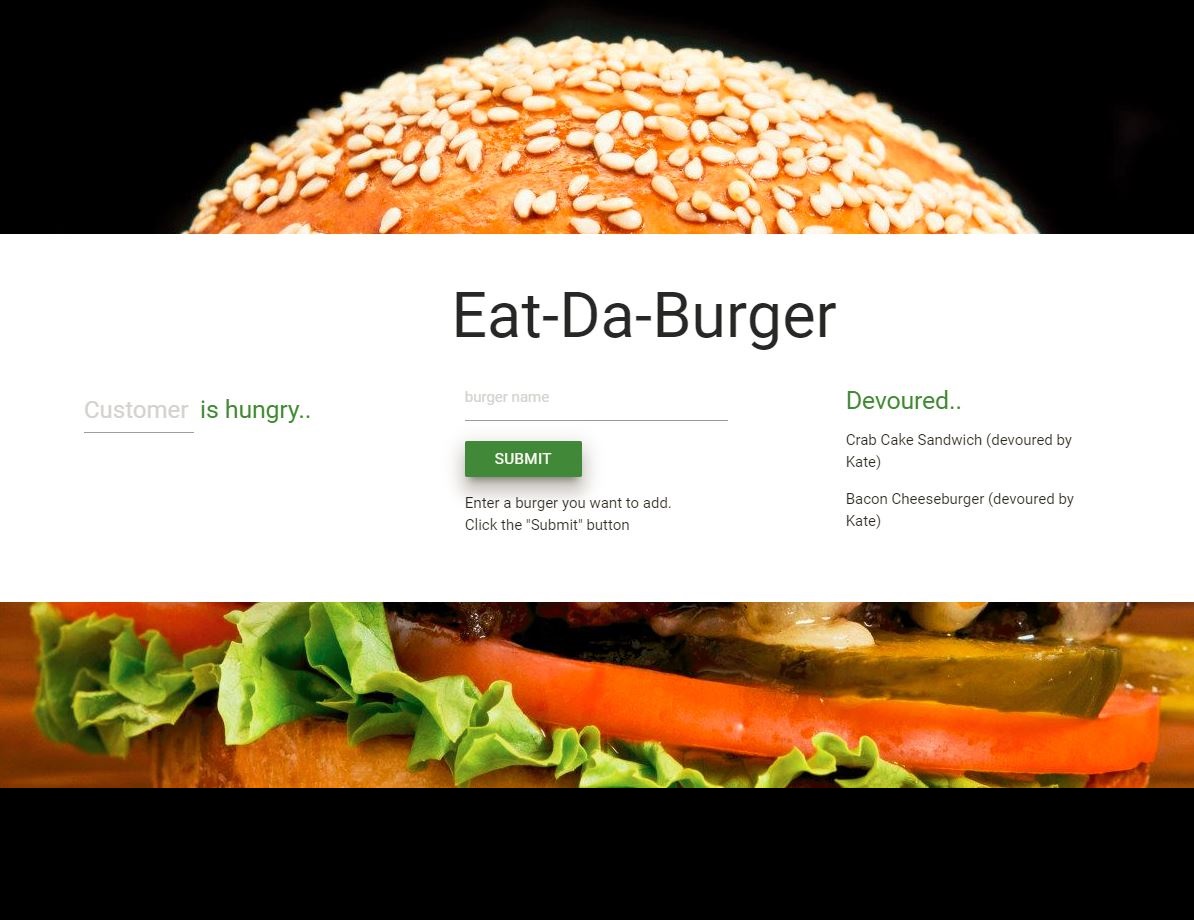 Eat-Da-Burger
Customer is hungry..
burger name
SUBMIT
Enter a burger you want to add.
Click the "Submit" button
Devoured..
Crab Cake Sandwich (devoured by
Kate)
Bacon Cheeseburger (devoured by
Kate)